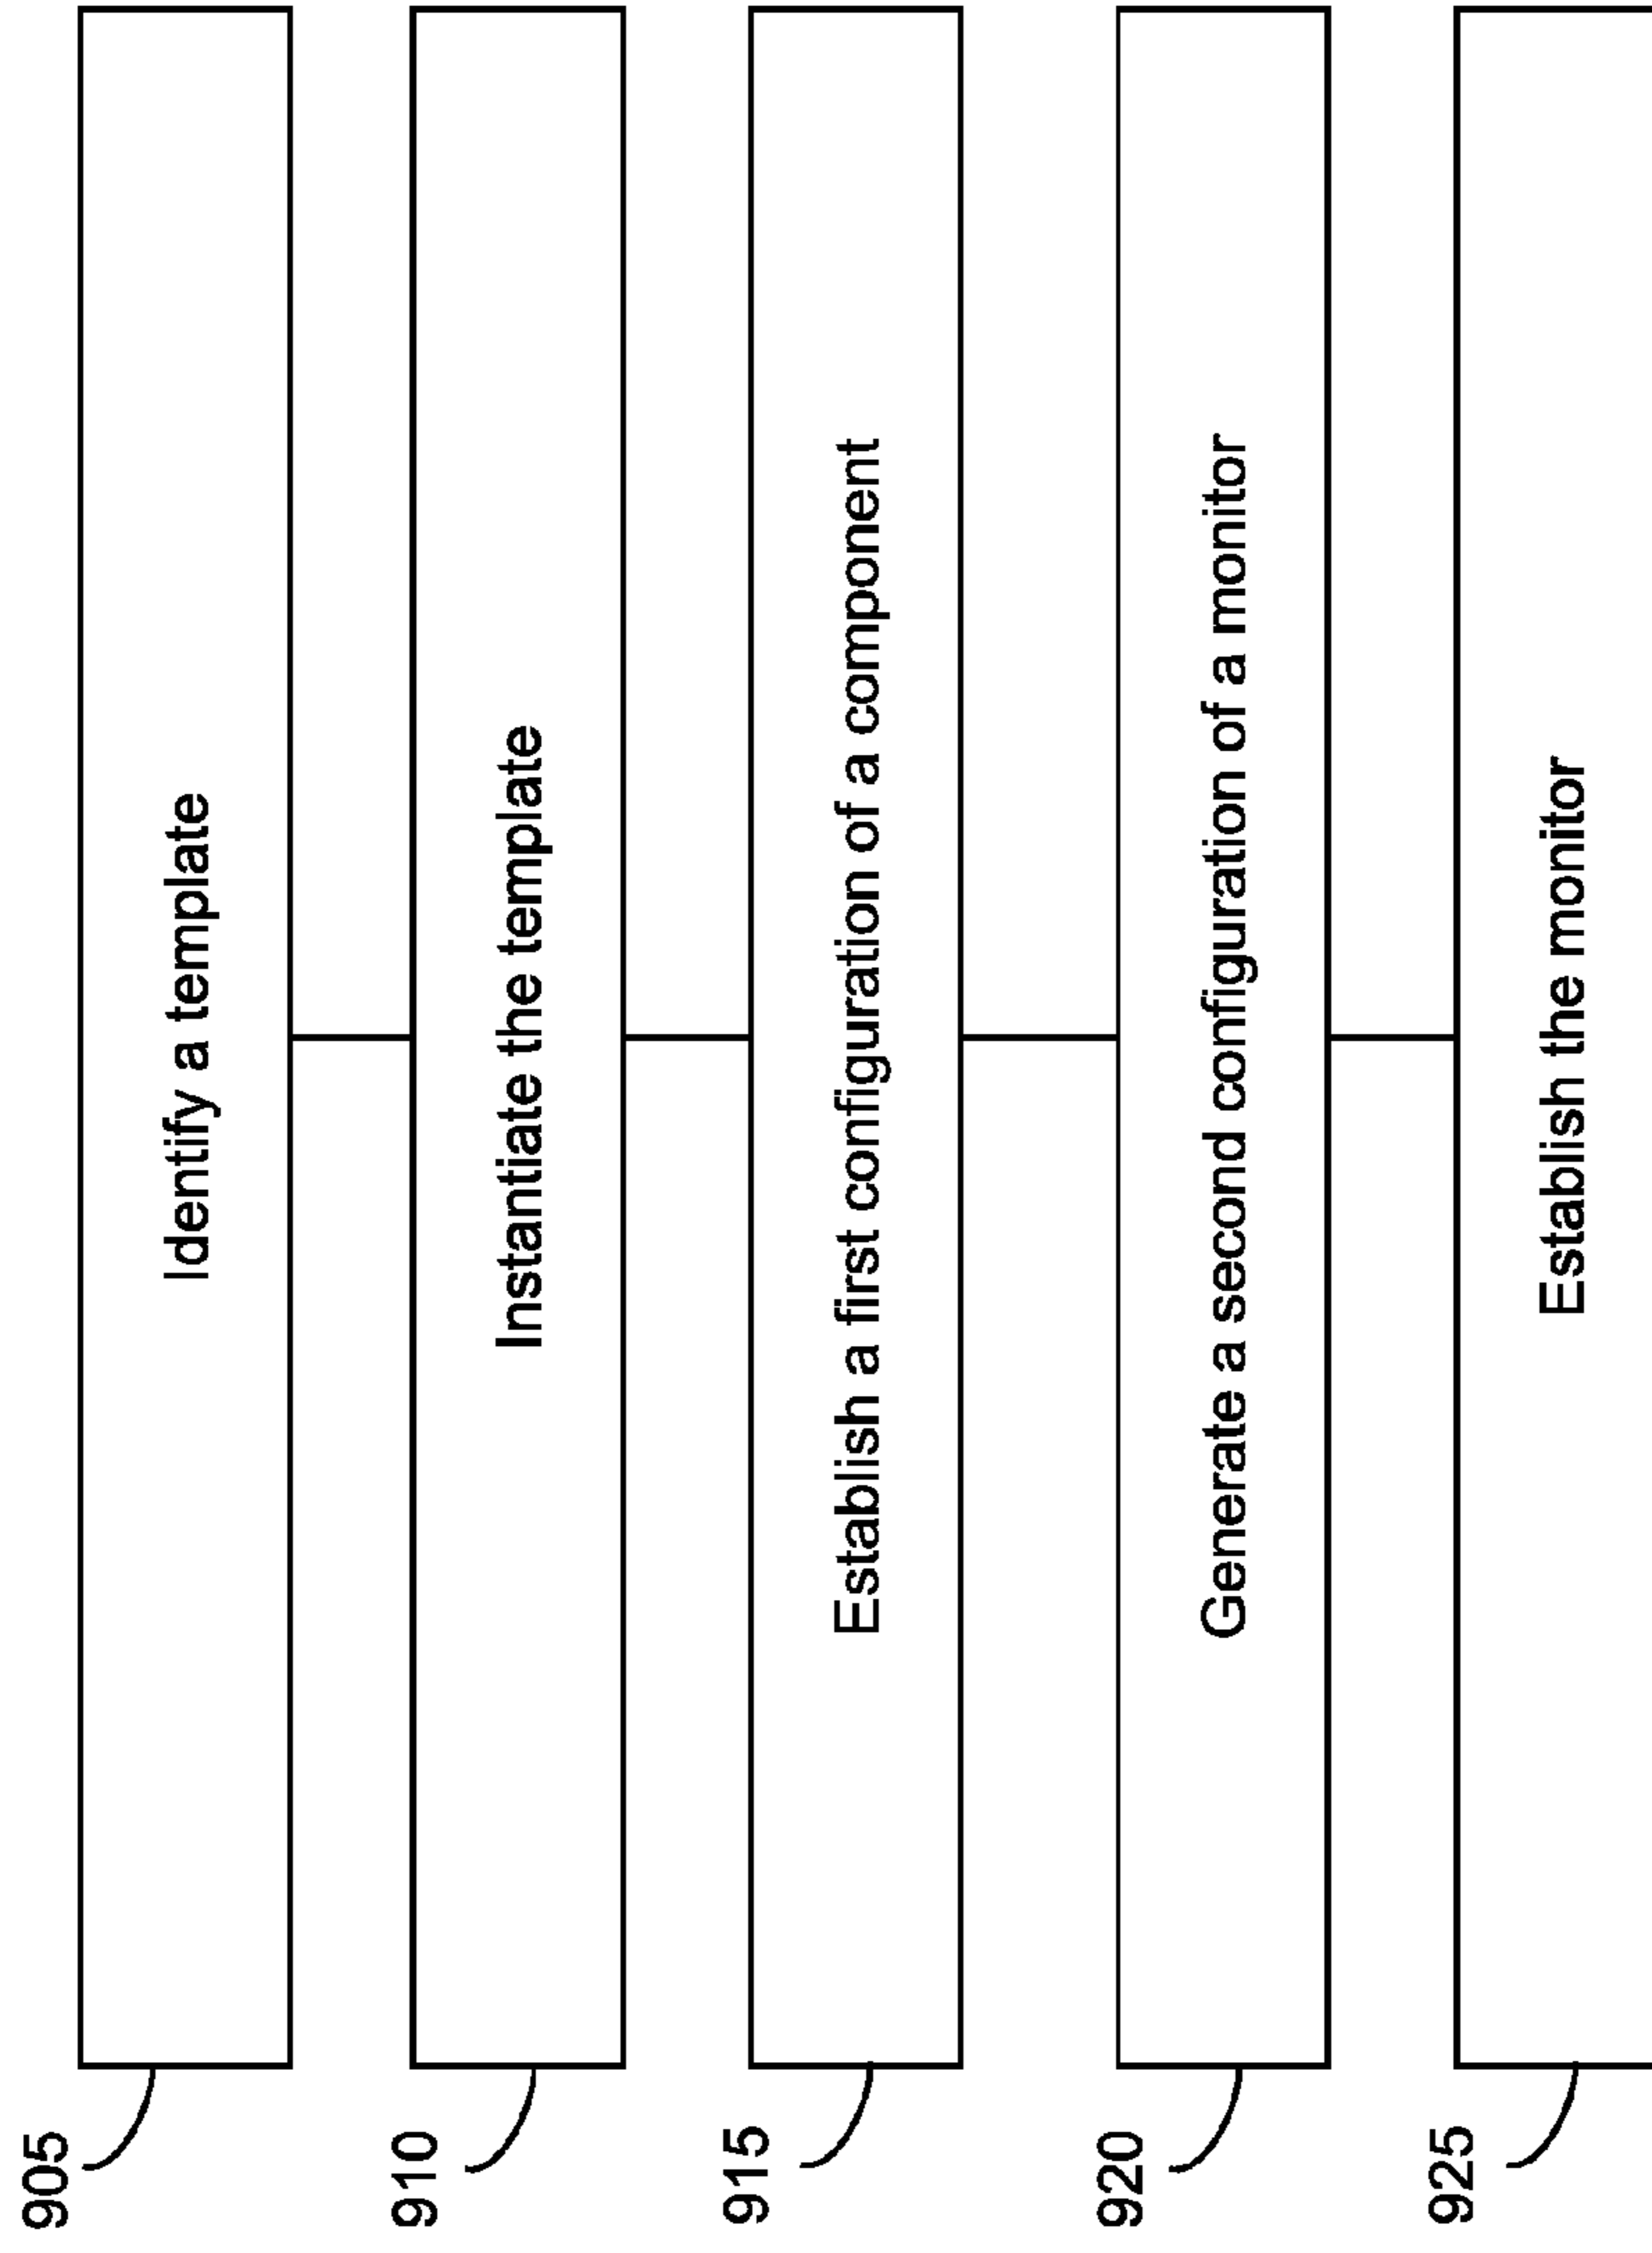 905
Identify a template
910
Instantiate the template
915
Establish a first configuration of a component
920
Generate a second configuration of a monitor
925
Establish the monitor